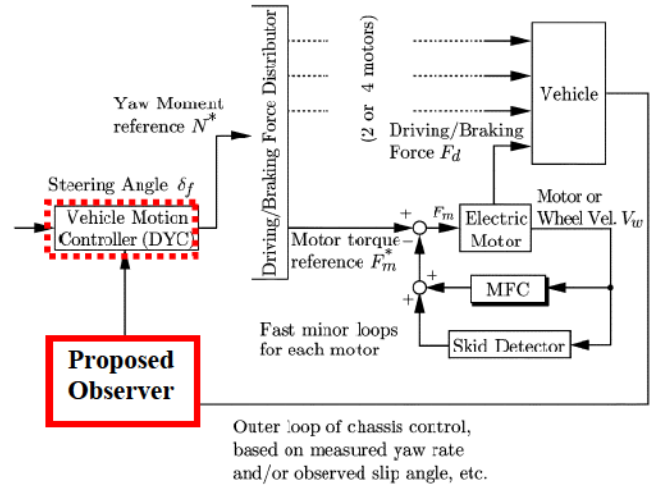 Yaw Moment
reference N*
Steering Angle δf
Vehicle Motion
Controller (DYC)
Proposed
Observer
Driving/Braking Force Distributor
(2 or 4 motors)
Vehicle
Driving/Braking
Force Fd
Motor torque
reference F*m
+
-
Fm
Electric
Motor
Motor or
Wheel Vel. Vw
+
+
MFC
Skid Detector
Fast minor loops
for each motor
Outer loop of chassis control,
based on measured yaw rate
and/or observed slip angle, etc.